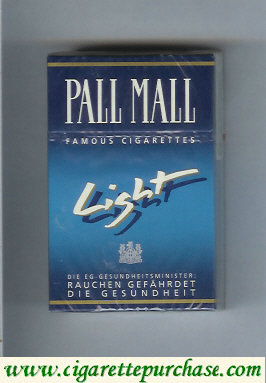 PALL MALL
FAMOUS CIGARETTES
Light
DIE EG-GESUNDHEITSMINISTER:
RAUCHEN GEFÄHRDET
DIE GESUNDHEIT
www.cigarettepurchase.com